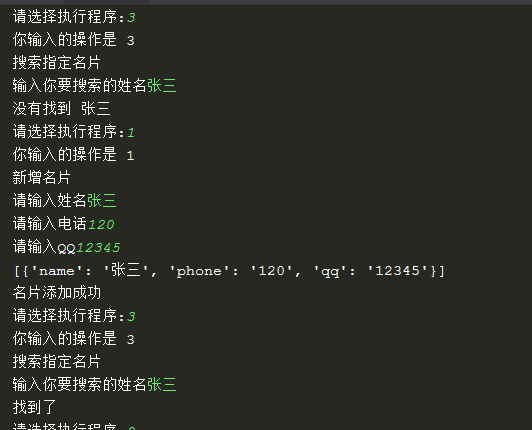 请选择执行程序:3
你输入的操作是 3
搜索指定名片
输入你要搜索的姓名张三
没有找到 张三
请选择执行程序:1
你输入的操作是 1
新增名片
请输入姓名张三
请输入电话120
请输入QQ12345
[{'name': '张三', 'phone': '120', 'qq': '12345'}]
名片添加成功
请选择执行程序:3
你输入的操作是 3
搜索指定名片
输入你要搜索的姓名张三
找到了
请选择执行程序: